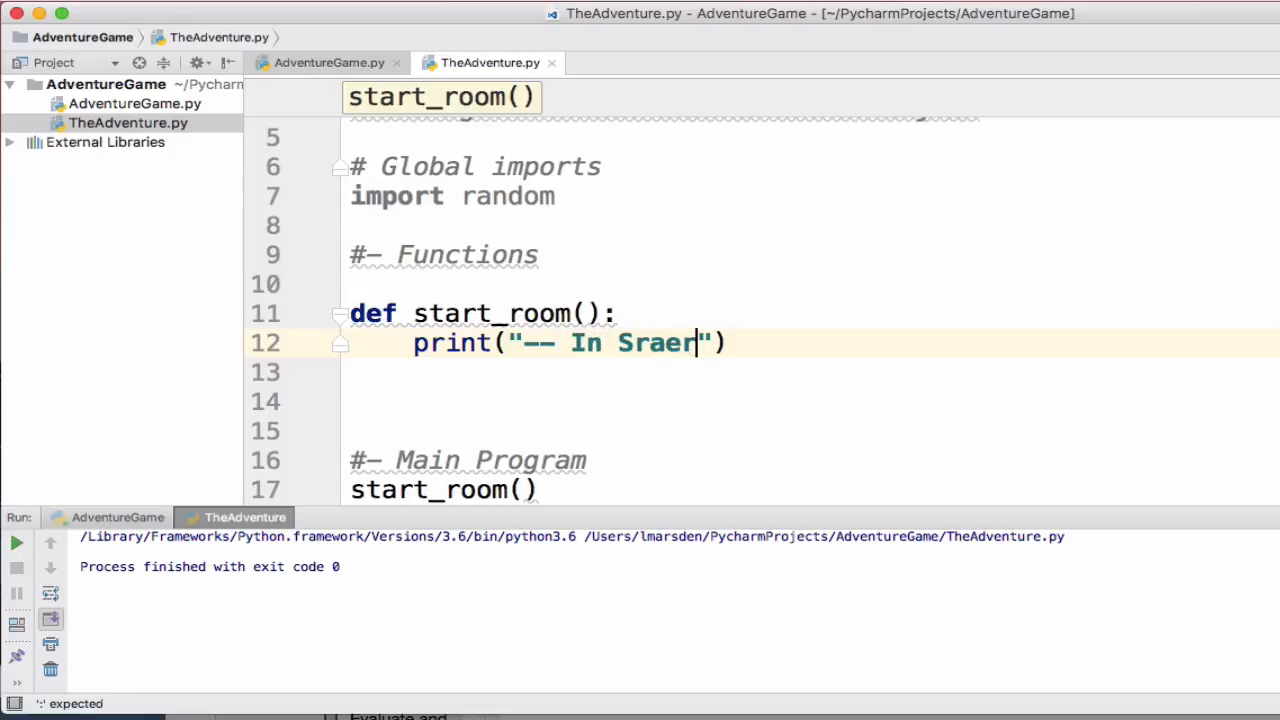 TheAdventure.py - AdventureGame - [~/PycharmProjects/AdventureGame]
AdventureGame TheAdventure.py
Project
AdventureGame.py TheAdventure.py
AdventureGame ~/Pycharm
AdventureGame.py
TheAdventure.py
External Libraries
start_room()
5
6 # Global imports
7 import random
8
9 #- Functions
10
11 def start_room():
12 print("-- In Sraer")
13
14
15
16 #- Main Program
17 start_room()
Run: AdventureGame TheAdventure
/Library/Frameworks/Python.framework/Versions/3.6/bin/python3.6 /Users/lmarsden/PycharmProjects/AdventureGame/TheAdventure.py
Process finished with exit code 0
':' expected
Evaluate and